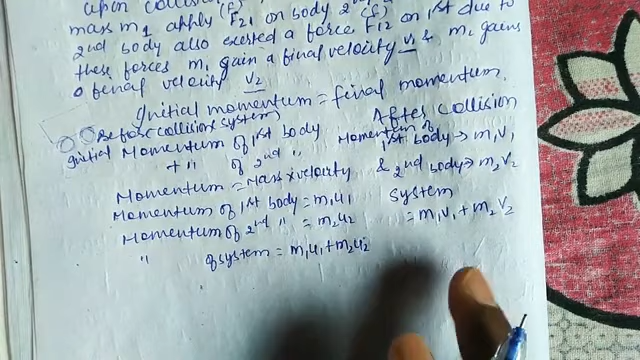 upon collision
mass m1 apply (F) F21 on body 2nd
2nd body also exerted a force (F) F12 on 1st due to
these forces m1 gain a final velocity v1 & m2 gains
a final velocity v2
Initial momentum = final momentum.
Before (collision system) After collision
Initial Momentum of 1st body Momentum of
+ " of 2nd " 1st body → m1v1
Momentum = Mass × velocity & 2nd body → m2v2
Momentum of 1st body = m1u1 System
Momentum of 2nd " = m2u2 = m1v1 + m2v2
" of system = m1u1 + m2u2